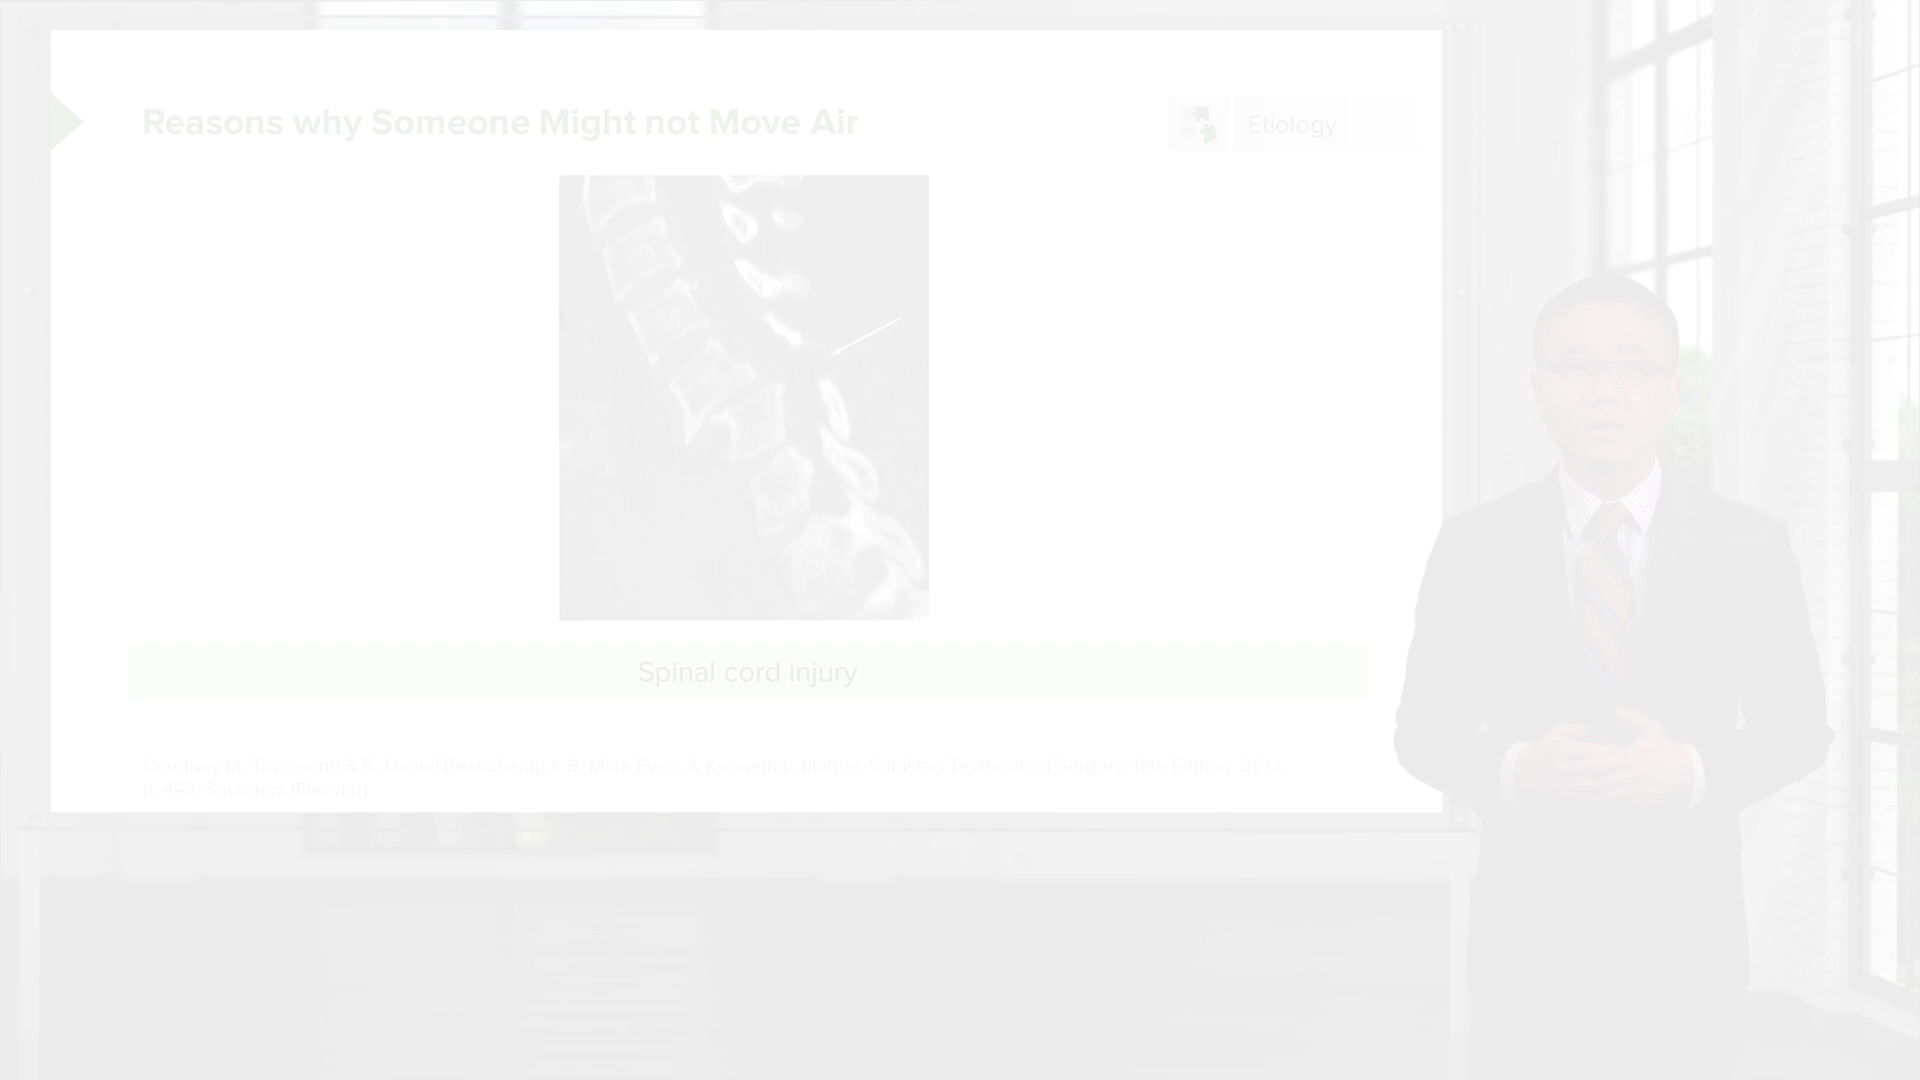 Reasons why Someone Might not Move Air
Etiology
Spinal cord injury
Courtney M. Townsend & R. Daniel Beauchamp & B. Mark Evers & Kenneth L. Mattox, Sabiston Textbook of Surgery, 19th Edition, 2012,
p. 443, Saunders (Elsevier)